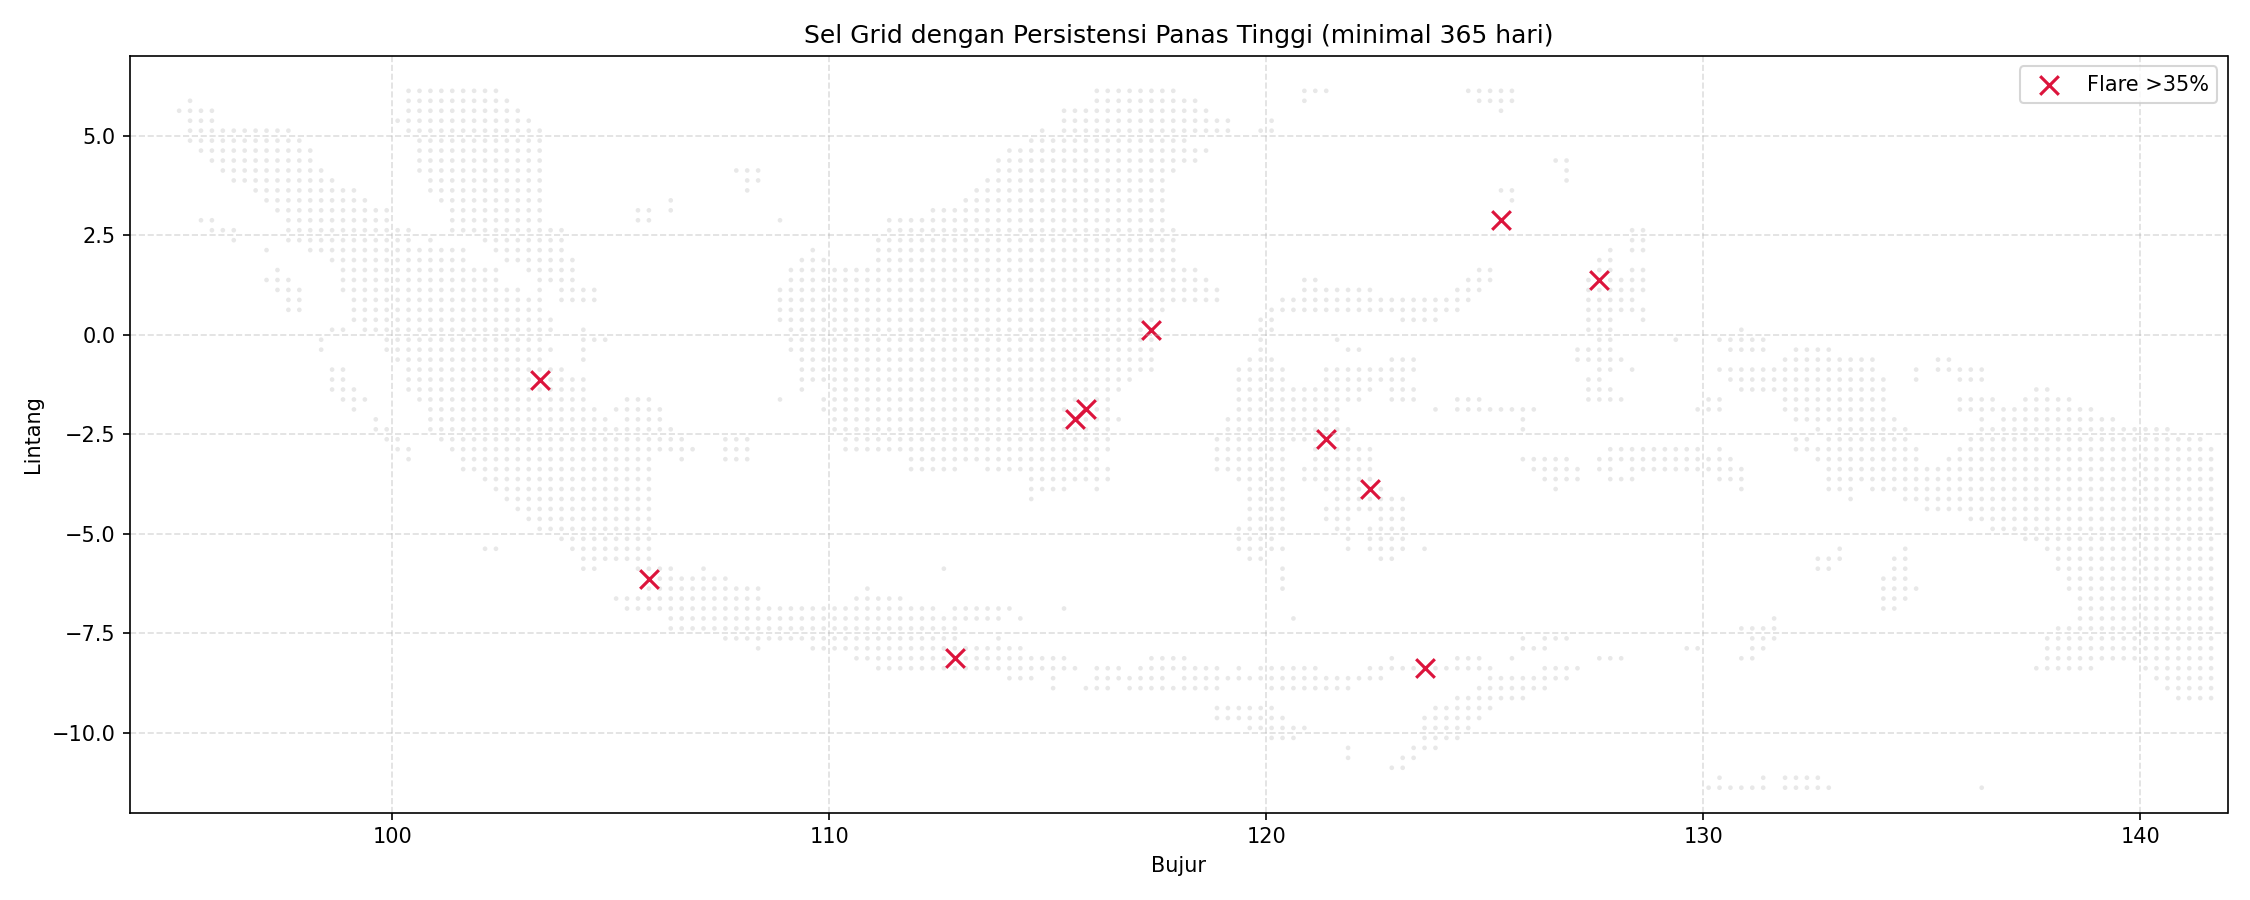 Sel Grid dengan Persistensi Panas Tinggi (minimal 365 hari)
Flare >35%
5.0
2.5
0.0
−2.5
−5.0
−7.5
−10.0
Lintang
100 110 120 130 140
Bujur